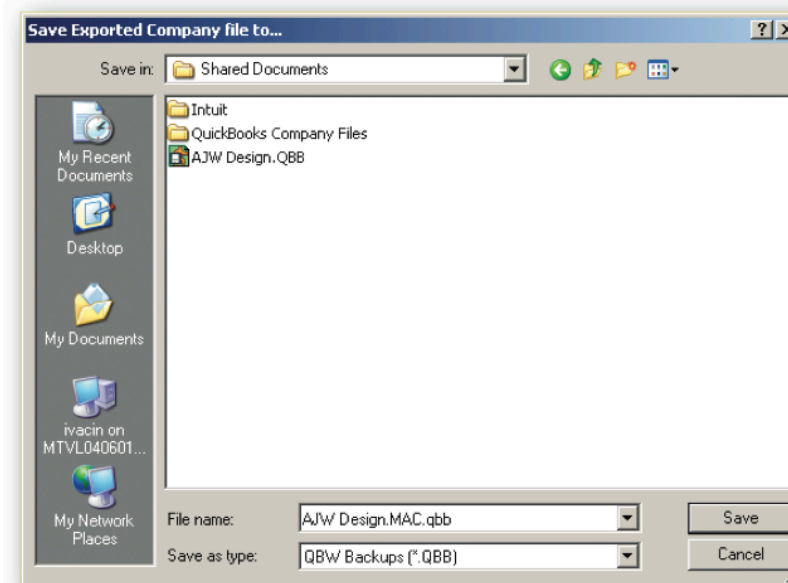 Save Exported Company file to...
Save in:
Shared Documents
My Recent
Documents
Desktop
My Documents
ivacin on
MTVL040601...
My Network
Places
Intuit
QuickBooks Company Files
AJW Design.QBB
File name:
AJW Design.MAC.qbb
Save
Save as type:
QBW Backups (*.QBB)
Cancel